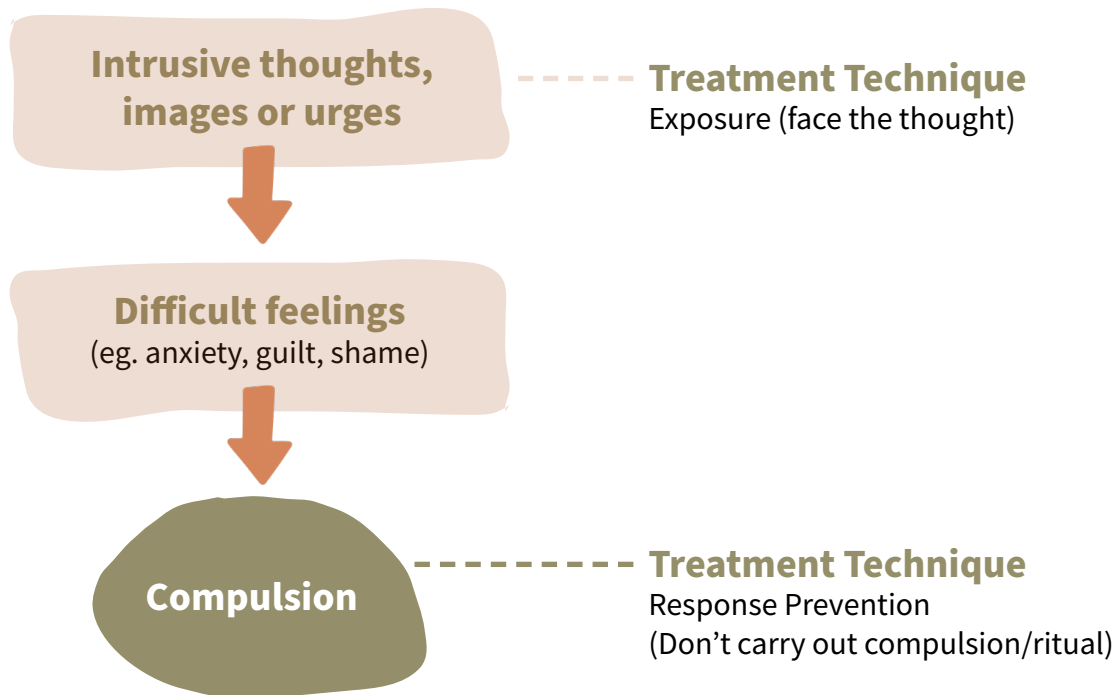 Intrusive thoughts,
images or urges
Treatment Technique
Exposure (face the thought)
Difficult feelings
(eg. anxiety, guilt, shame)
Compulsion
Treatment Technique
Response Prevention
(Don’t carry out compulsion/ritual)